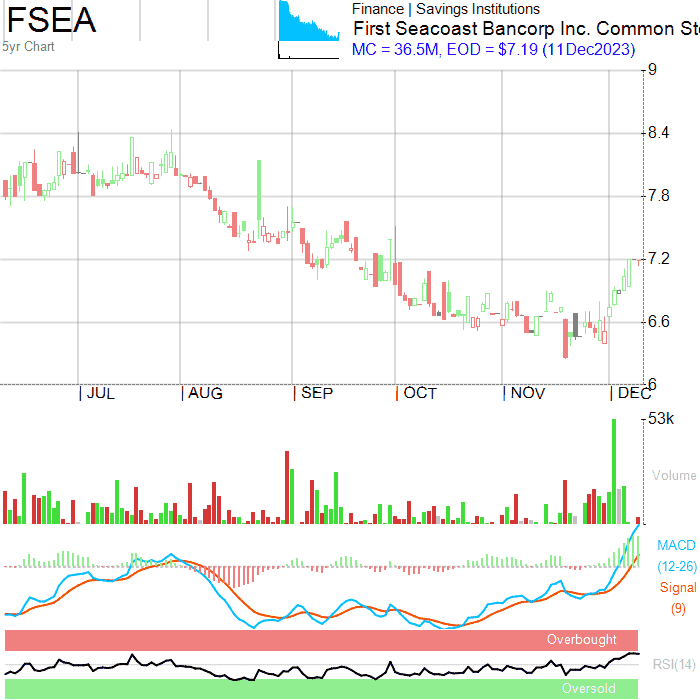 FSEA
5yr Chart
Finance | Savings Institutions
First Seacoast Bancorp Inc. Common St
MC = 36.5M, EOD = $7.19 (11Dec2023)
9
8.4
7.8
7.2
6.6
6
JUL AUG SEP OCT NOV DEC
53k
Volume
MACD
(12-26)
Signal
(9)
Overbought
RSI(14)
Oversold